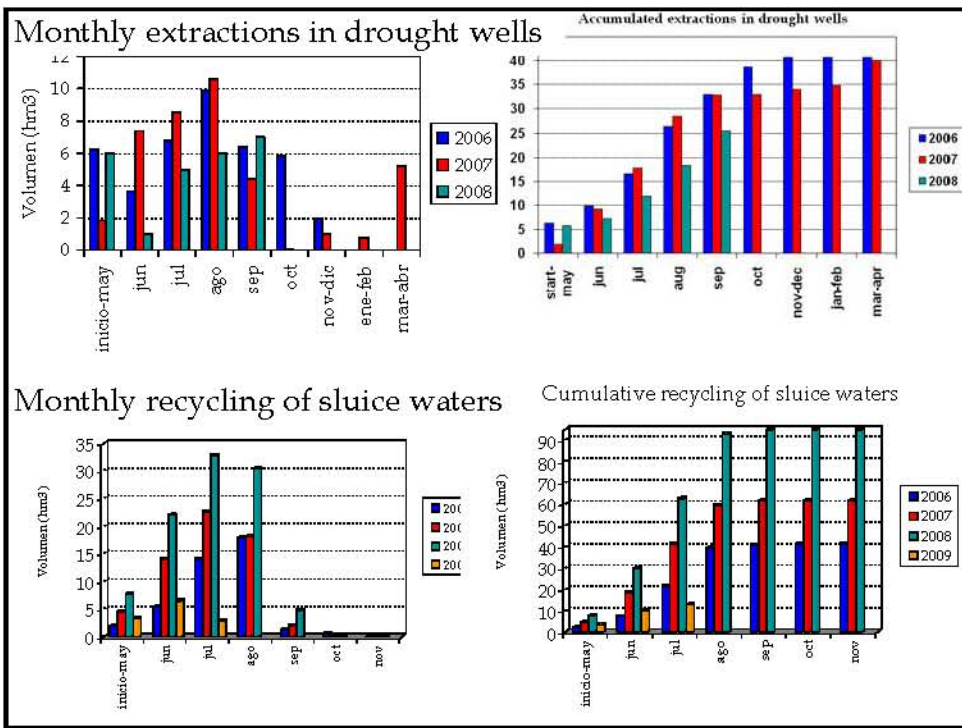 Monthly extractions in drought wells
Volumen (hm3)
12
10
8
6
4
2
0
inicio-may
jun
jul
ago
sep
oct
nov-dic
ene-feb
mar-abr
2006
2007
2008
Accumulated extractions in drought wells
40
35
30
25
20
15
10
5
0
start-
may
jun
jul
aug
sep
oct
nov-dec
jan-feb
mar-apr
2006
2007
2008
Monthly recycling of sluice waters
Volumen (hm3)
35
30
25
20
15
10
5
0
inicio-may
jun
jul
ago
sep
oct
nov
Cumulative recycling of sluice waters
Volumen (hm3)
90
80
70
60
50
40
30
20
10
0
inicio-may
jun
jul
ago
sep
oct
nov
2006
2007
2008
2009